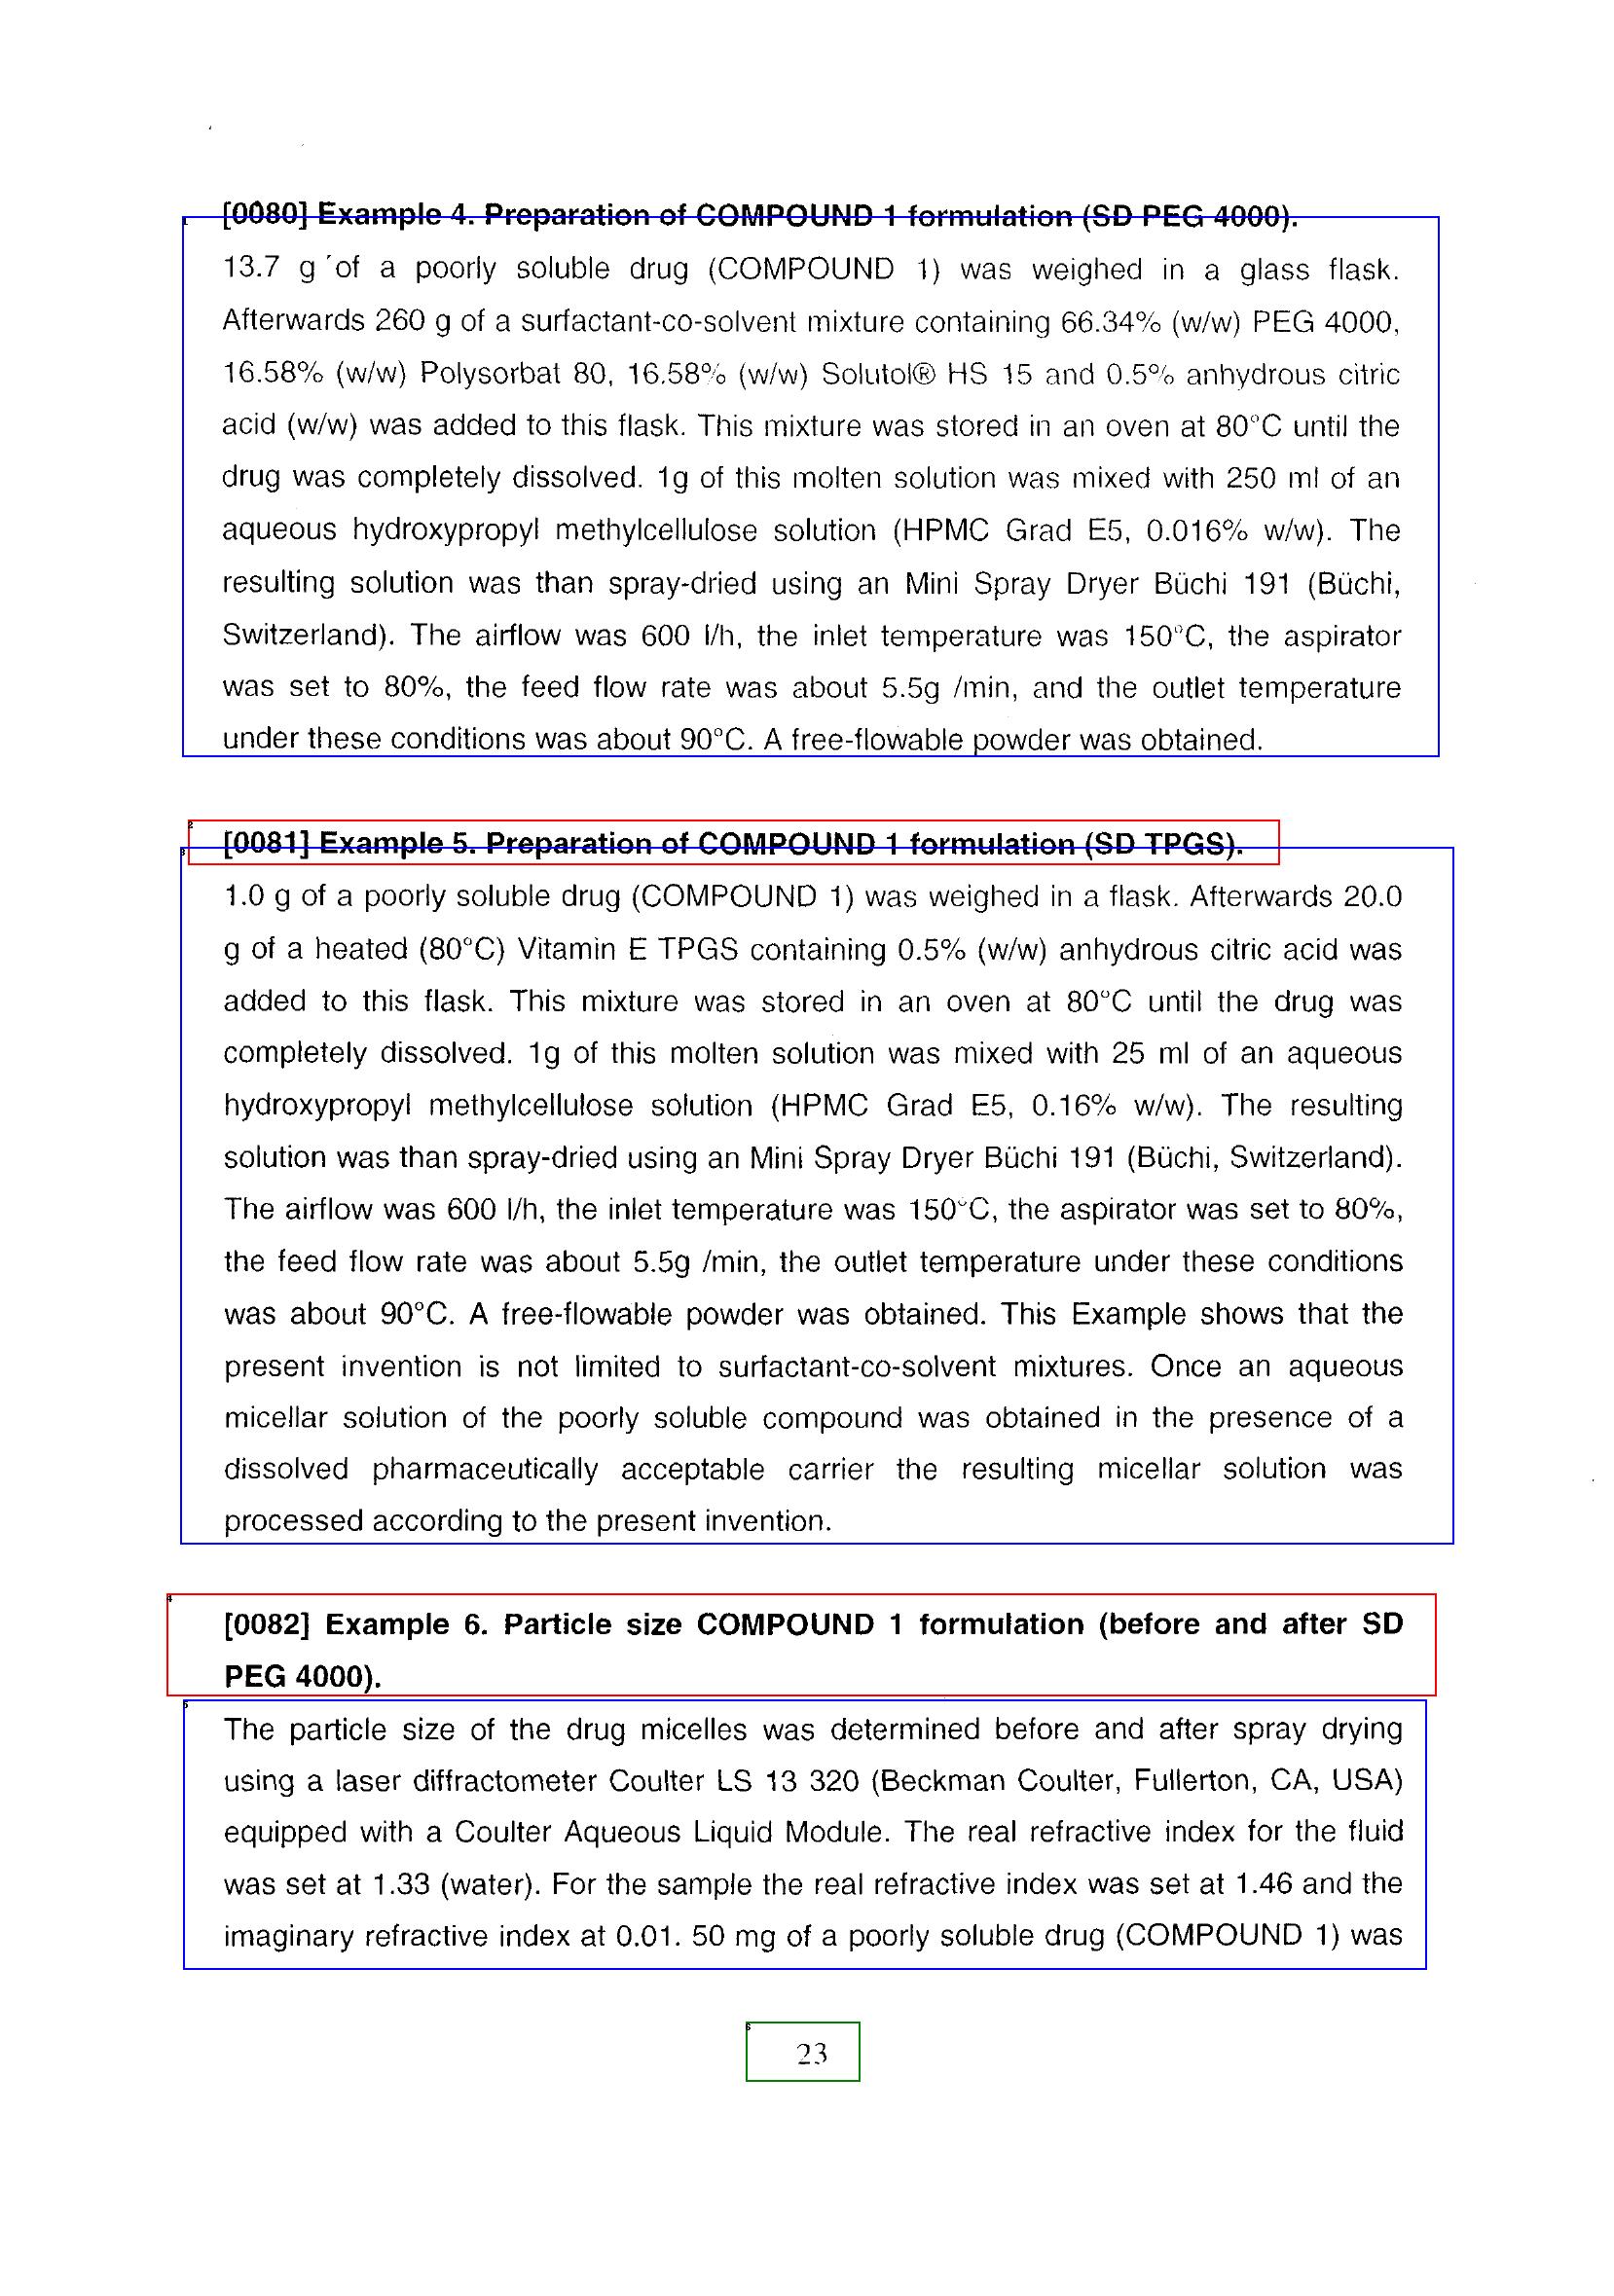 [0080] Example 4. Preparation of COMPOUND 1 formulation (SD PEG 4000).
13.7 g of a poorly soluble drug (COMPOUND 1) was weighed in a glass flask.
Afterwards 260 g of a surfactant-co-solvent mixture containing 66.34% (w/w) PEG 4000,
16.58% (w/w) Polysorbat 80, 16.58% (w/w) Solutol® HS 15 and 0.5% anhydrous citric
acid (w/w) was added to this flask. This mixture was stored in an oven at 80°C until the
drug was completely dissolved. 1g of this molten solution was mixed with 250 ml of an
aqueous hydroxypropyl methylcellulose solution (HPMC Grad E5, 0.016% w/w). The
resulting solution was than spray-dried using an Mini Spray Dryer Büchi 191 (Büchi,
Switzerland). The airflow was 600 l/h, the inlet temperature was 150°C, the aspirator
was set to 80%, the feed flow rate was about 5.5g /min, and the outlet temperature
under these conditions was about 90°C. A free-flowable powder was obtained.
[0081] Example 5. Preparation of COMPOUND 1 formulation (SD TPGS).
1.0 g of a poorly soluble drug (COMPOUND 1) was weighed in a flask. Afterwards 20.0
g of a heated (80°C) Vitamin E TPGS containing 0.5% (w/w) anhydrous citric acid was
added to this flask. This mixture was stored in an oven at 80°C until the drug was
completely dissolved. 1g of this molten solution was mixed with 25 ml of an aqueous
hydroxypropyl methylcellulose solution (HPMC Grad E5, 0.16% w/w). The resulting
solution was than spray-dried using an Mini Spray Dryer Büchi 191 (Büchi, Switzerland).
The airflow was 600 l/h, the inlet temperature was 150°C, the aspirator was set to 80%,
the feed flow rate was about 5.5g /min, the outlet temperature under these conditions
was about 90°C. A free-flowable powder was obtained. This Example shows that the
present invention is not limited to surfactant-co-solvent mixtures. Once an aqueous
micellar solution of the poorly soluble compound was obtained in the presence of a
dissolved pharmaceutically acceptable carrier the resulting micellar solution was
processed according to the present invention.
[0082] Example 6. Particle size COMPOUND 1 formulation (before and after SD
PEG 4000).
The particle size of the drug micelles was determined before and after spray drying
using a laser diffractometer Coulter LS 13 320 (Beckman Coulter, Fullerton, CA, USA)
equipped with a Coulter Aqueous Liquid Module. The real refractive index for the fluid
was set at 1.33 (water). For the sample the real refractive index was set at 1.46 and the
imaginary refractive index at 0.01. 50 mg of a poorly soluble drug (COMPOUND 1) was
23